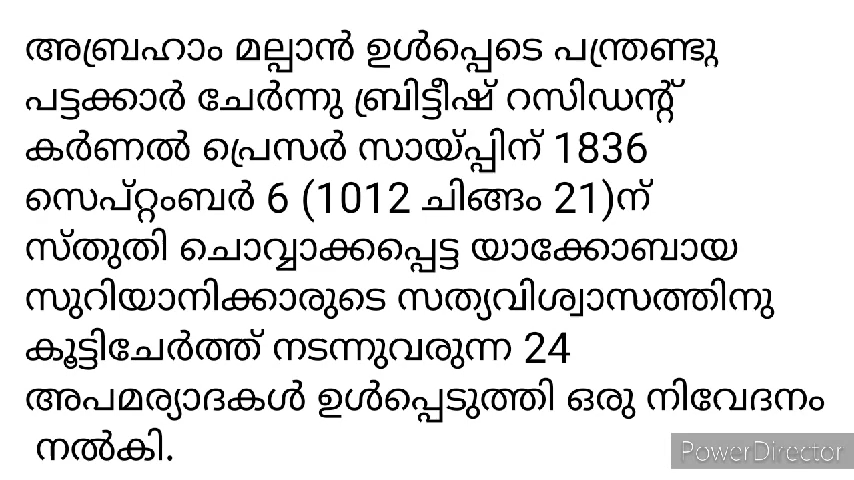 അബ്രഹാം മല്പാൻ ഉൾപ്പെടെ പന്ത്രണ്ടു
പട്ടക്കാർ ചേർന്നു ബ്രിട്ടീഷ് റസിഡന്റ്
കർണൽ പ്രെസർ സായ്പ്പിന് 1836
സെപ്റ്റംബർ 6 (1012 ചിങ്ങം 21)ന്
സ്തുതി ചൊവ്വാക്കപ്പെട്ട യാക്കോബായ
സുറിയാനിക്കാരുടെ സത്യവിശ്വാസത്തിനു
കൂട്ടിചേർത്ത് നടന്നുവരുന്ന 24
അപമര്യാദകൾ ഉൾപ്പെടുത്തി ഒരു നിവേദനം
നൽകി.
PowerDirector